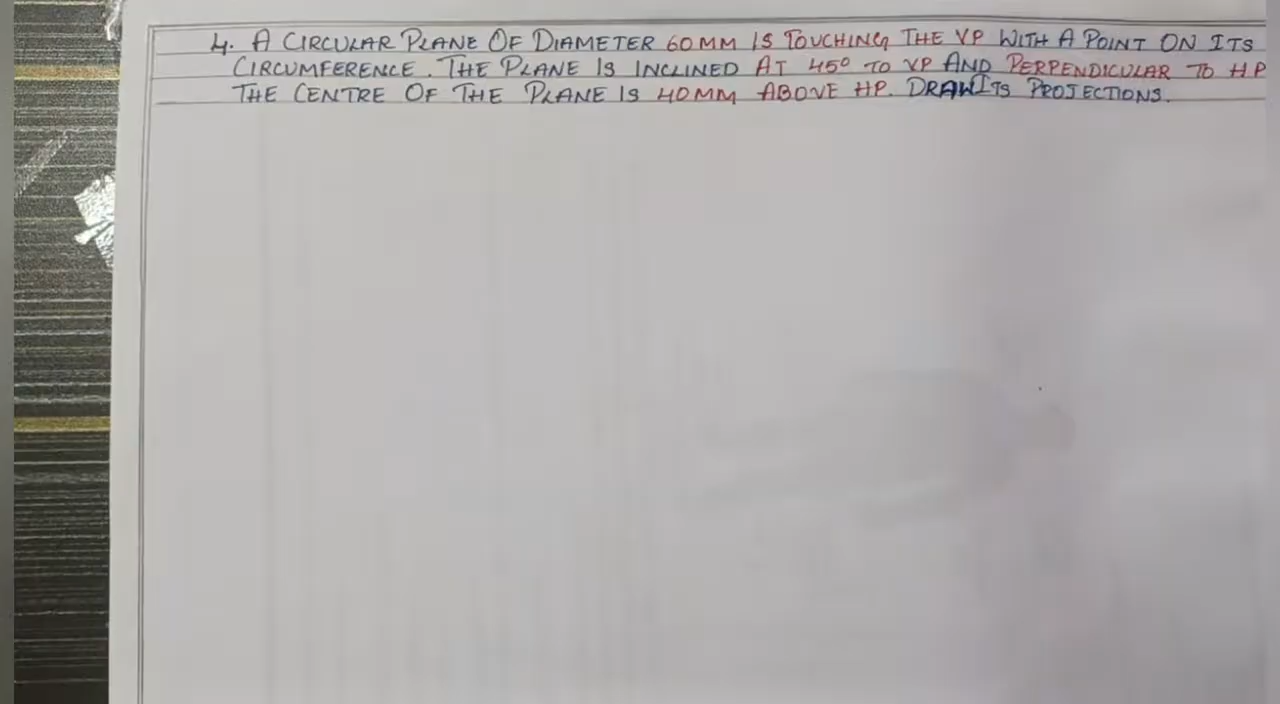 4. A CIRCULAR PLANE OF DIAMETER 60MM IS TOUCHING THE VP WITH A POINT ON ITS
CIRCUMFERENCE. THE PLANE IS INCLINED AT 45° TO VP AND PERPENDICULAR TO HP
THE CENTRE OF THE PLANE IS 40MM ABOVE HP. DRAW ITS PROJECTIONS.